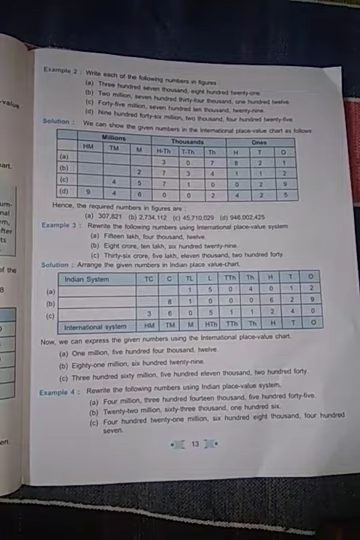 Example 2 : Write each of the following numbers in figures
(a) Three hundred seven thousand, eight hundred twenty-one
(b) Two million, seven hundred thirty-four thousand, one hundred twelve
(c) Forty-five million, seven hundred ten thousand, twenty-nine.
(d) Nine hundred forty-six million, two thousand, four hundred twenty-five
Solution : We can show the given numbers in the International place-value chart as follows
Millions Thousands Ones
HM TM M H-Th T-Th Th H T O
(a) 3 0 7 8 2 1
(b) 2 7 3 4 1 1 2
(c) 4 5 7 1 0 0 2 9
(d) 9 4 6 0 0 2 4 2 5
Hence, the required numbers in figures are :
(a) 307,821 (b) 2,734,112 (c) 45,710,029 (d) 946,002,425
Example 3 : Rewrite the following numbers using International place-value system
(a) Fifteen lakh, four thousand, twelve.
(b) Eight crore, ten lakh, six hundred twenty-nine.
(c) Thirty-six crore, five lakh, eleven thousand, two hundred forty.
Solution : Arrange the given numbers in Indian place value-chart.
Indian System TC C TL L TTh Th H T O
(a) 1 5 0 4 0 1 2
(b) 8 1 0 0 0 6 2 9
(c) 3 6 0 5 1 1 2 4 0
International system HM TM M HTh TTh Th H T O
Now, we can express the given numbers using the International place-value chart.
(a) One million, five hundred four thousand, twelve.
(b) Eighty-one million, six hundred twenty-nine.
(c) Three hundred sixty million, five hundred eleven thousand, two hundred forty
Example 4 : Rewrite the following numbers using Indian place-value system,
(a) Four million, three hundred fourteen thousand, five hundred forty-five.
(b) Twenty-two million, sixty-three thousand, one hundred six.
(c) Four hundred twenty-one million, six hundred eight thousand, four hundred
seven.
13